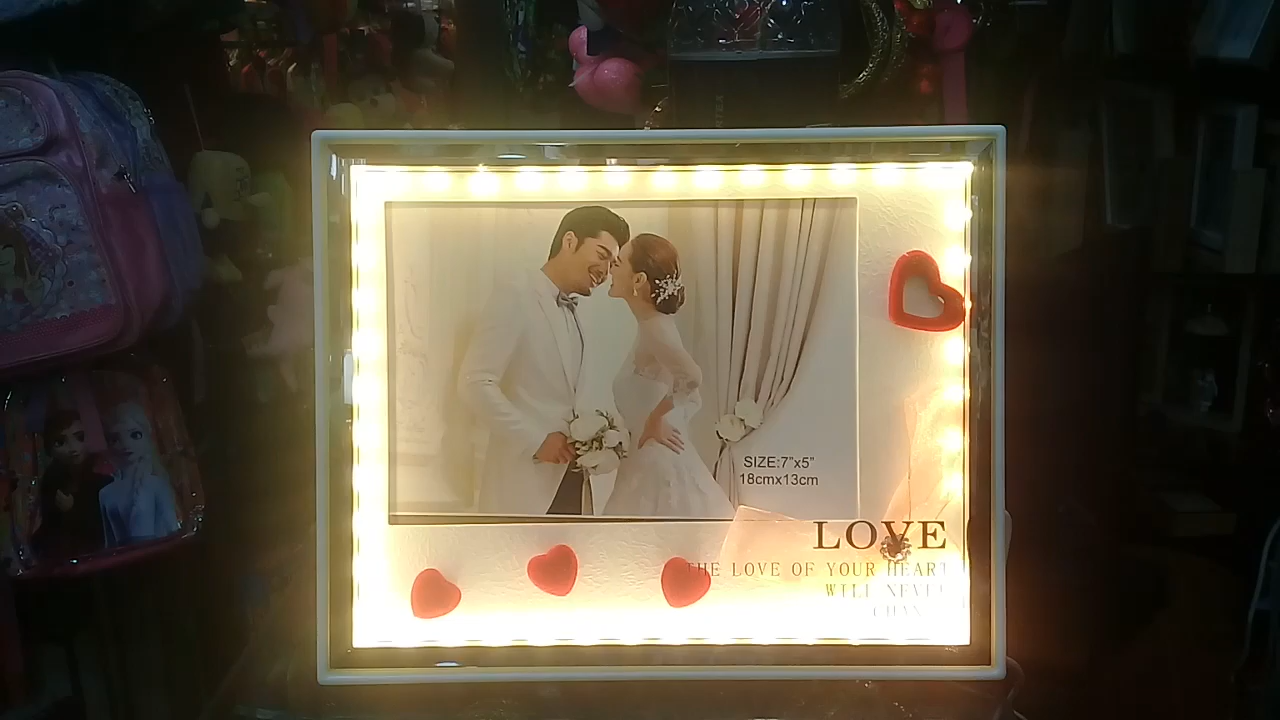 SIZE:7"x5"
18cmx13cm
LOVE
THE LOVE OF YOUR HEART
WILL NEVER